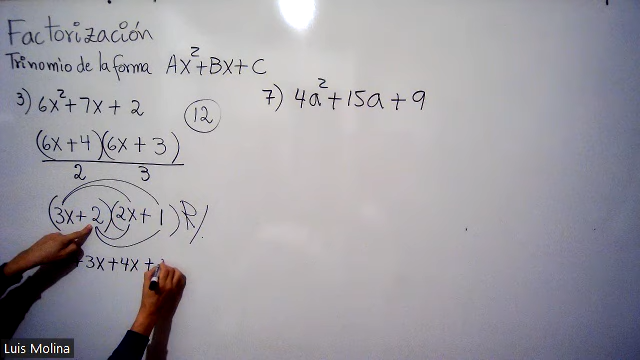 Factorización
Trinomio de la forma AX²+BX+C
3) 6x²+7x+2
12
(6x+4)(6x+3)
2 3
(3x+2)(2x+1) R/
3x+4x+
7) 4a²+15a+9
Luis Molina